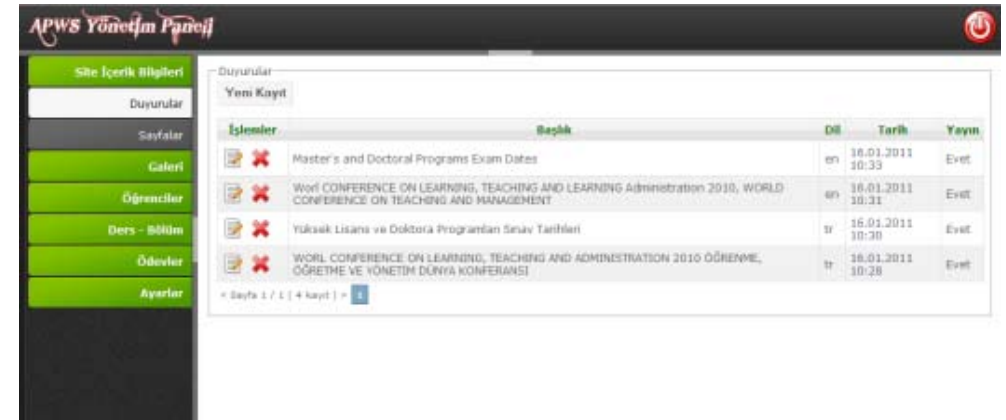 APWS Yönetim Paneli
Site İçerik Bilgileri
Duyurular
Sayfalar
Galeri
Öğrenciler
Ders - Bölüm
Ödevler
Ayarlar
Duyurular
Yeni Kayıt
İşlemler Başlık Dil Tarih Yayın
Master's and Doctoral Programs Exam Dates en 16.01.2011 10:33 Evet
Worl CONFERENCE ON LEARNING, TEACHING AND LEARNING Administration 2010, WORLD
CONFERENCE ON TEACHING AND MANAGEMENT en 16.01.2011 10:31 Evet
Yüksek Lisans ve Doktora Programları Sınav Tarihleri tr 16.01.2011 10:30 Evet
WORL CONFERENCE ON LEARNING, TEACHING AND ADMINISTRATION 2010 ÖĞRENME,
ÖĞRETME VE YÖNETİM DÜNYA KONFERANSI tr 16.01.2011 10:28 Evet
< Sayfa 1 / 1 [ 4 kayıt ] > 1